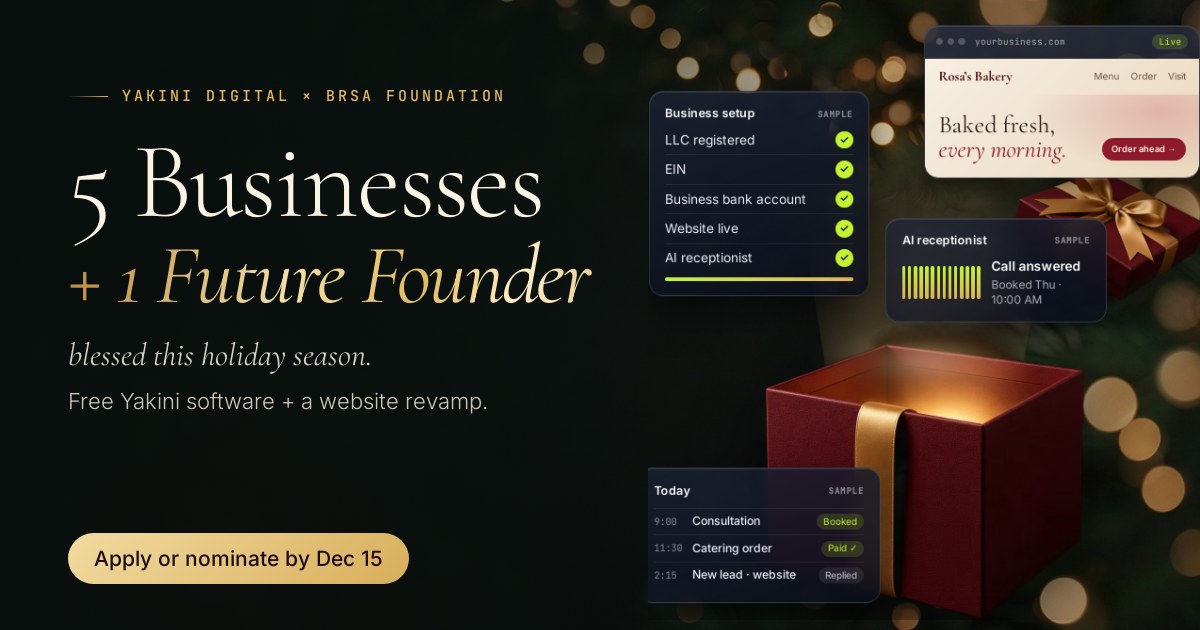 YAKINI DIGITAL × BRSA FOUNDATION
5 Businesses
+ 1 Future Founder
blessed this holiday season.
Free Yakini software + a website revamp.
Apply or nominate by Dec 15
Business setup SAMPLE
LLC registered
EIN
Business bank account
Website live
AI receptionist
yourbusiness.com Live
Rosa's Bakery Menu Order Visit
Baked fresh,
every morning.
Order ahead →
AI receptionist SAMPLE
Call answered
Booked Thu ·
10:00 AM
Today SAMPLE
9:00 Consultation Booked
11:30 Catering order Paid ✓
2:15 New lead · website Replied